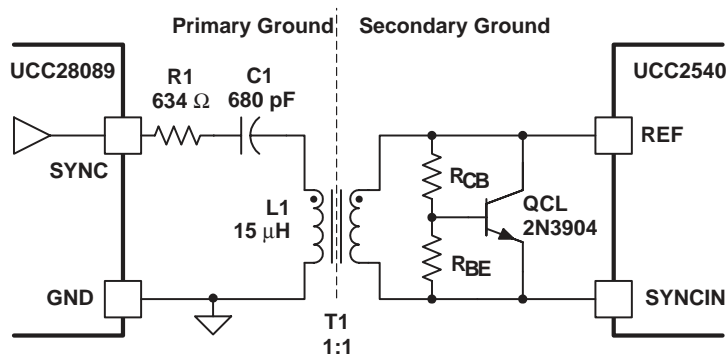 Primary Ground
Secondary Ground
UCC28089
R1
634 Ω
C1
680 pF
UCC2540
SYNC
REF
RCB
QCL
2N3904
L1
15 μH
RBE
GND
SYNCIN
T1
1:1